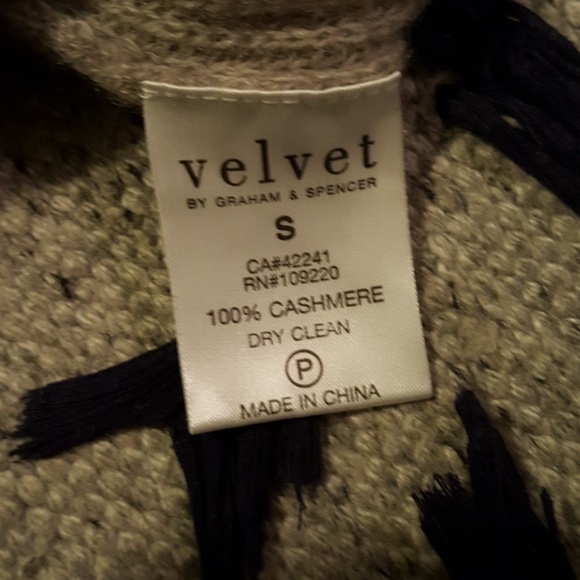 velvet
BY GRAHAM & SPENCER
S
CA#42241
RN#109220
100% CASHMERE
DRY CLEAN
P
MADE IN CHINA